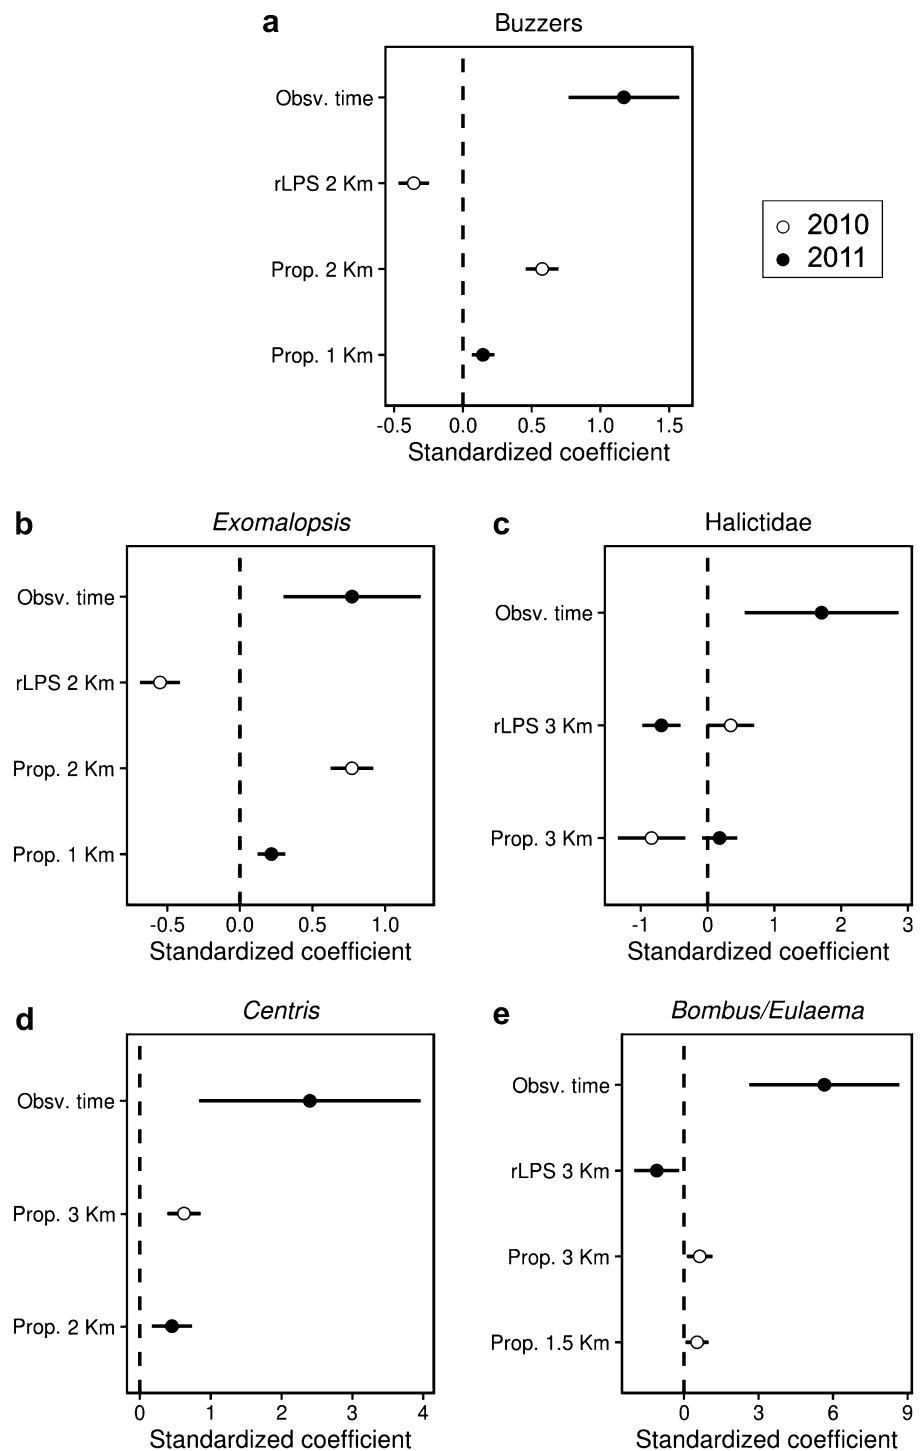 a
Buzzers
Obsv. time
rLPS 2 Km
Prop. 2 Km
Prop. 1 Km
-0.5 0.0 0.5 1.0 1.5
Standardized coefficient
2010
2011
b
Exomalopsis
Obsv. time
rLPS 2 Km
Prop. 2 Km
Prop. 1 Km
-0.5 0.0 0.5 1.0
Standardized coefficient
c
Halictidae
Obsv. time
rLPS 3 Km
Prop. 3 Km
-1 0 1 2 3
Standardized coefficient
d
Centris
Obsv. time
Prop. 3 Km
Prop. 2 Km
0 1 2 3 4
Standardized coefficient
e
Bombus/Eulaema
Obsv. time
rLPS 3 Km
Prop. 3 Km
Prop. 1.5 Km
0 3 6 9
Standardized coefficient